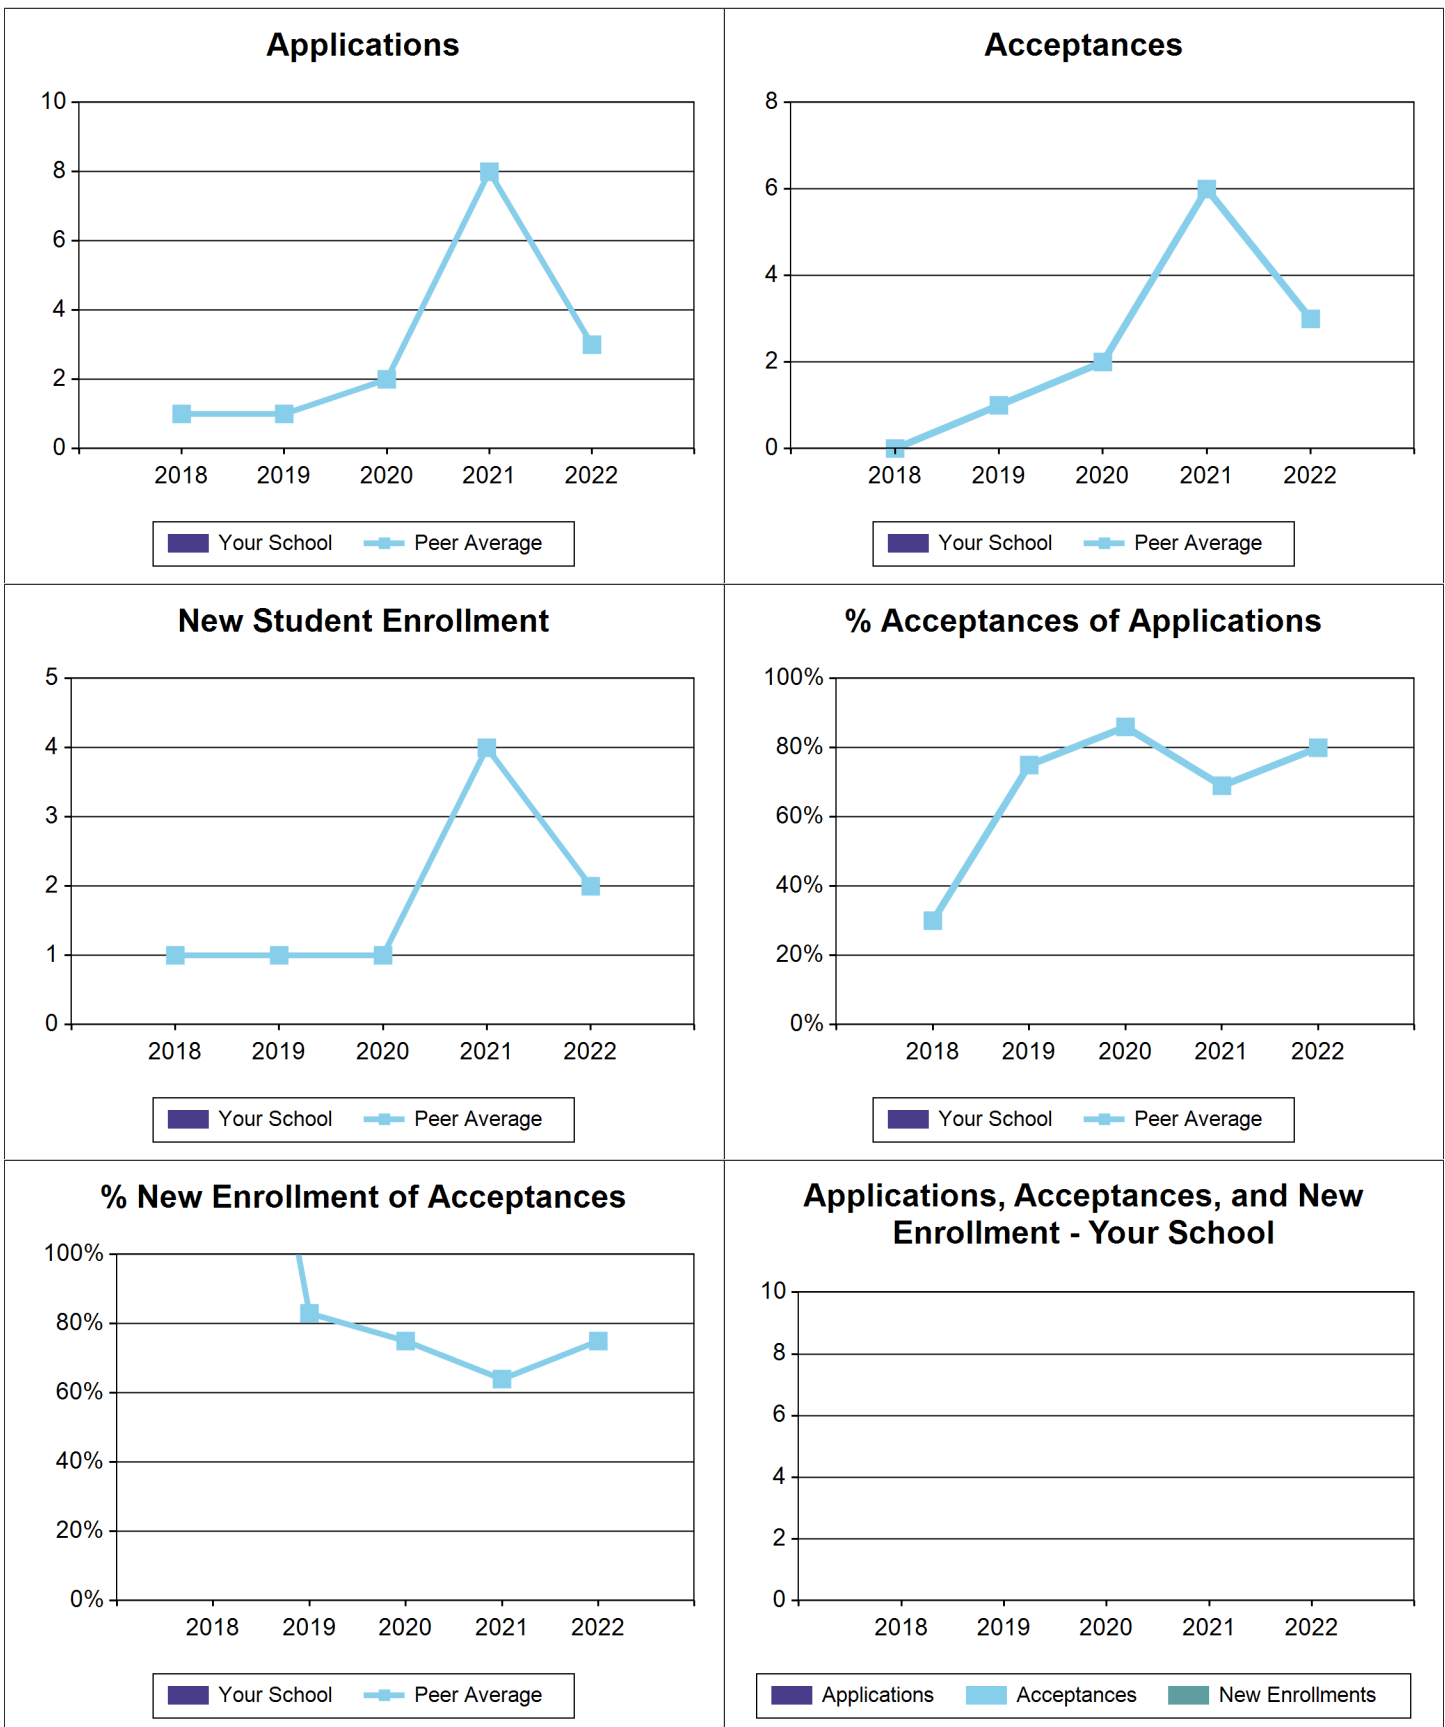 Applications
10
8
6
4
2
0
2018 2019 2020 2021 2022
Your School Peer Average
Acceptances
8
6
4
2
0
2018 2019 2020 2021 2022
Your School Peer Average
New Student Enrollment
5
4
3
2
1
0
2018 2019 2020 2021 2022
Your School Peer Average
% Acceptances of Applications
100%
80%
60%
40%
20%
0%
2018 2019 2020 2021 2022
Your School Peer Average
% New Enrollment of Acceptances
100%
80%
60%
40%
20%
0%
2018 2019 2020 2021 2022
Your School Peer Average
Applications, Acceptances, and New
Enrollment - Your School
10
8
6
4
2
0
2018 2019 2020 2021 2022
Applications Acceptances New Enrollments